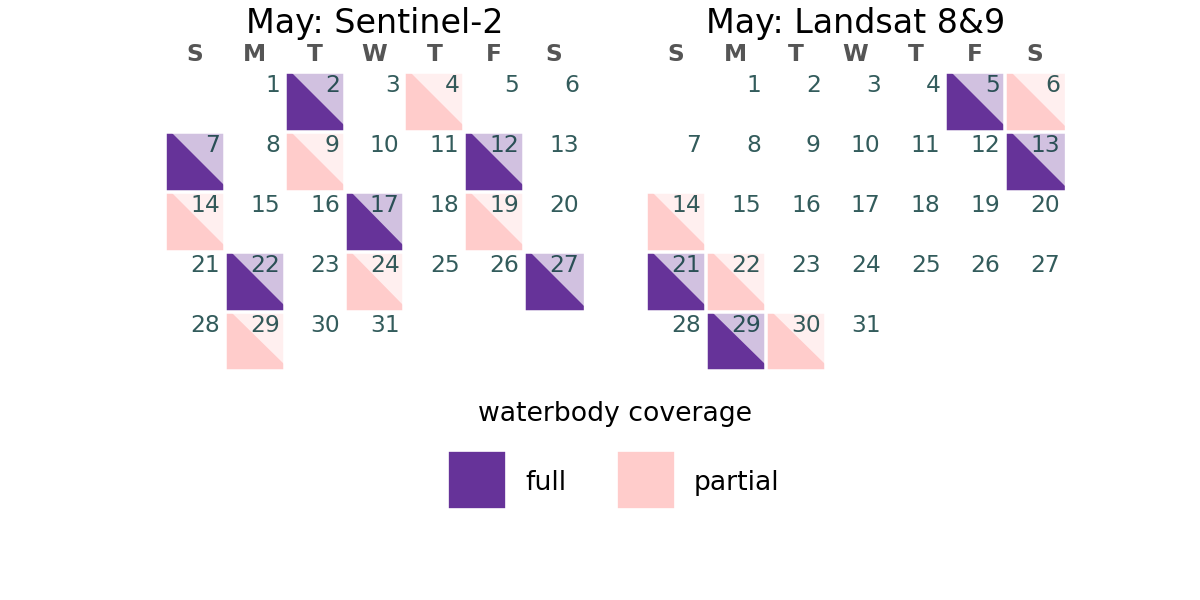 May: Sentinel-2
S M T W T F S
1 2 3 4 5 6
7 8 9 10 11 12 13
14 15 16 17 18 19 20
21 22 23 24 25 26 27
28 29 30 31
May: Landsat 8&9
S M T W T F S
1 2 3 4 5 6
7 8 9 10 11 12 13
14 15 16 17 18 19 20
21 22 23 24 25 26 27
28 29 30 31
waterbody coverage
full
partial